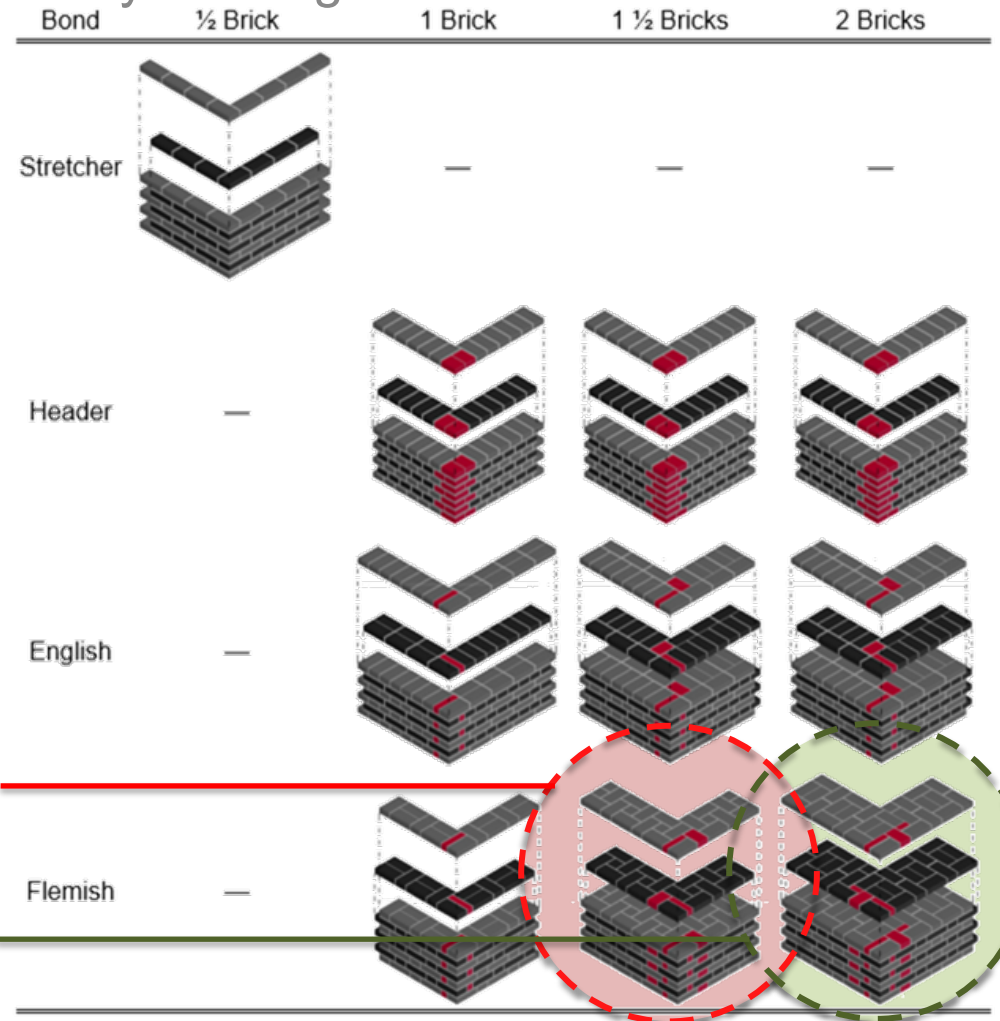 Bond ½ Brick 1 Brick 1 ½ Bricks 2 Bricks
Stretcher — — —
Header —
English —
Flemish —